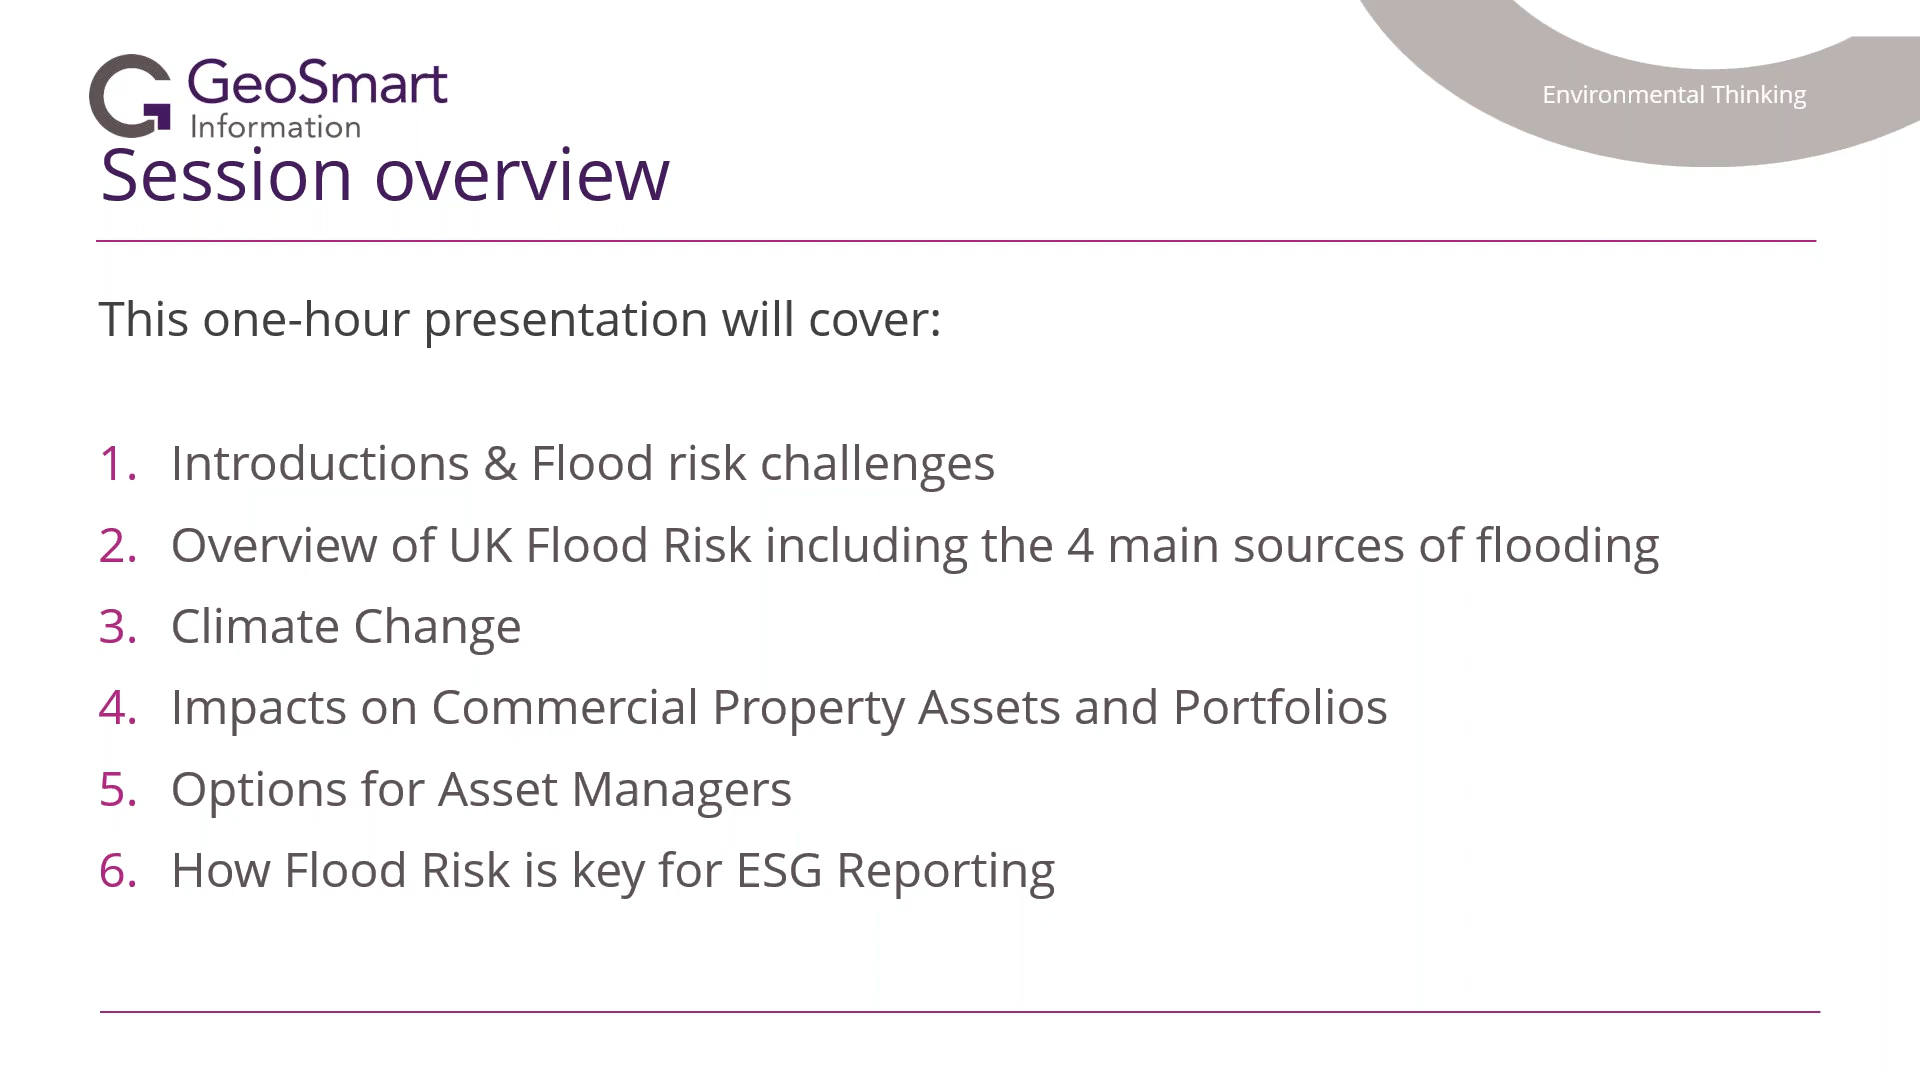 GeoSmart
Information
Environmental Thinking
Session overview
This one-hour presentation will cover:
1. Introductions & Flood risk challenges
2. Overview of UK Flood Risk including the 4 main sources of flooding
3. Climate Change
4. Impacts on Commercial Property Assets and Portfolios
5. Options for Asset Managers
6. How Flood Risk is key for ESG Reporting